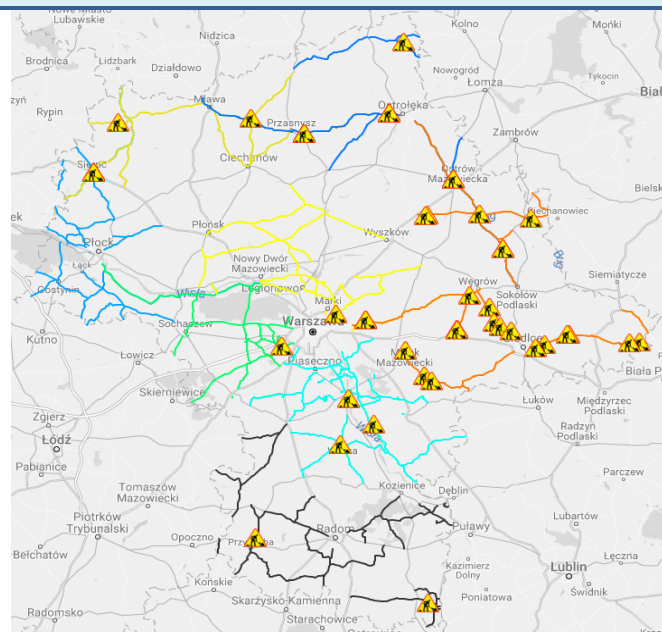 Nowe Miasto
Lubawskie
Kolno
Mońki
Nidzica
Brodnica
Lidzbark
Działdowo
Nowogród
Łomża
Tykocin
Rypin
Mława
Ostrołęka
Przasnysz
Zambrów
Ciechanów
Ostrów
Mazowiecka
Ciechanowiec
Płońsk
Wyszków
Płock
Bug
Nowy Dwór
Mazowiecki
Łąck
Węgrów
Siemiatycze
Gostynin
Wisła
Legionowo
Sokołów
Podlaski
Marki
Sochaczew
Warszawa
Kutno
Łowicz
Piaseczno
Mazowiecki
Biała P
Skierniewice
Łuków
Międzyrzec
Podlaski
Zgierz
Radzyń
Podlaski
Łódź
Wisła
Pabianice
Parczew
Tomaszów
Mazowiecki
Kozienice
Dęblin
Piotrków
Trybunalski
Lubartów
Opoczno
Radom
Puławy
Bełchatów
Łęczna
Kazimierz
Dolny
Lublin
Końskie
Świdnik
Poniatowa
Radomsko
Skarżysko-Kamienna
Starachowice